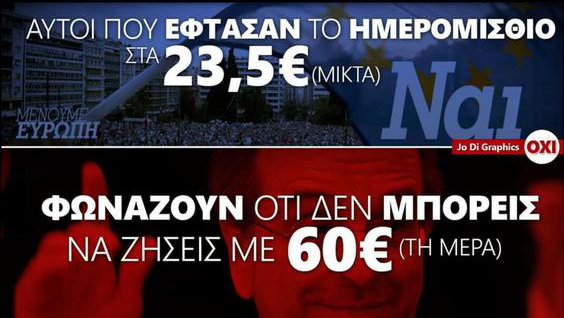 ΑΥΤΟΙ ΠΟΥ ΕΦΤΑΣΑΝ ΤΟ ΗΜΕΡΟΜΙΣΘΙΟ
ΣΤΑ 23,5€ (ΜΙΚΤΑ)
ΜΕΝΟΥΜΕ
ΕΥΡΩΠΗ
Ναι
Jo Di Graphics ΟΧΙ
ΦΩΝΑΖΟΥΝ ΟΤΙ ΔΕΝ ΜΠΟΡΕΙΣ
ΝΑ ΖΗΣΕΙΣ ΜΕ 60€ (ΤΗ ΜΕΡΑ)